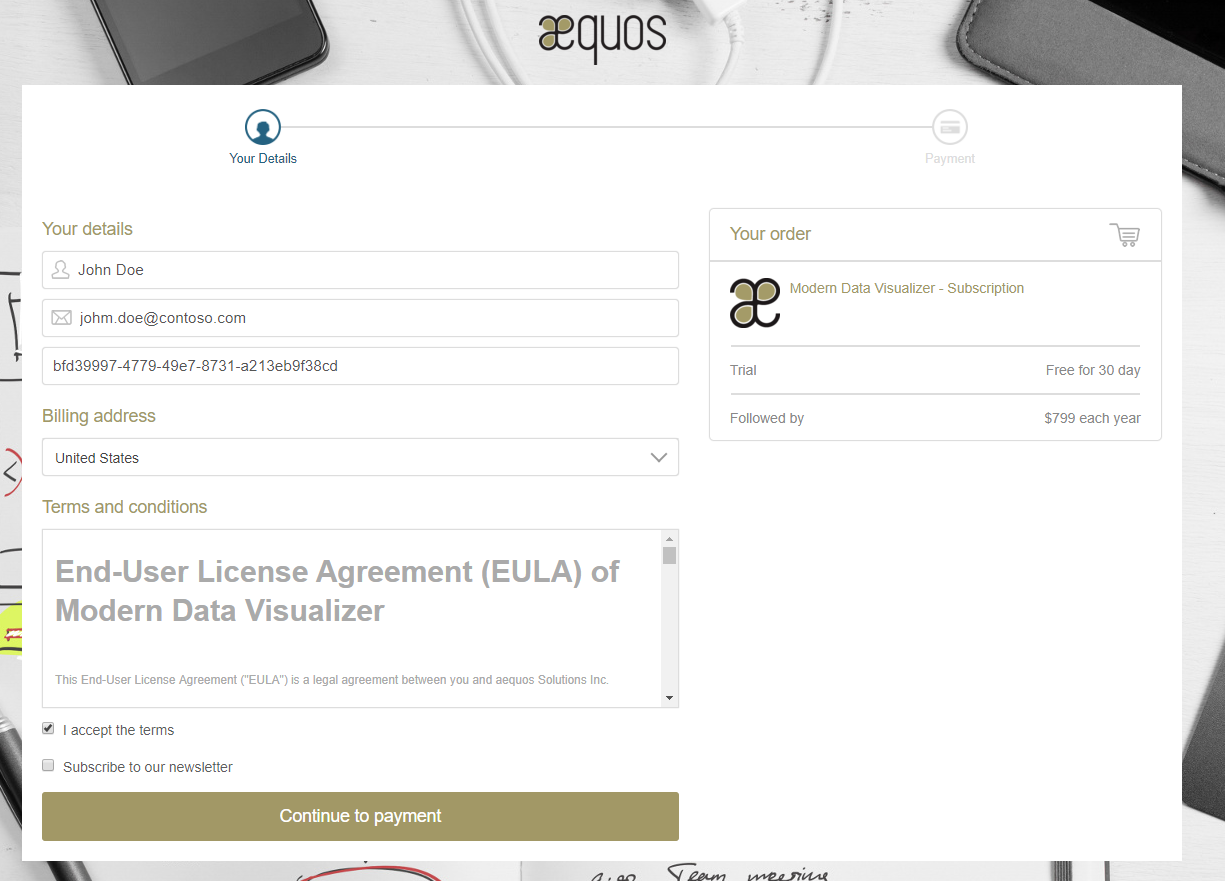 æquos
Your Details
Payment
Your details
John Doe
johm.doe@contoso.com
bfd39997-4779-49e7-8731-a213eb9f38cd
Billing address
United States
Terms and conditions
End-User License Agreement (EULA) of
Modern Data Visualizer
This End-User License Agreement ("EULA") is a legal agreement between you and aequos Solutions Inc.
I accept the terms
Subscribe to our newsletter
Continue to payment
Your order
æ
Modern Data Visualizer - Subscription
Trial
Free for 30 day
Followed by
$799 each year
Team meeting